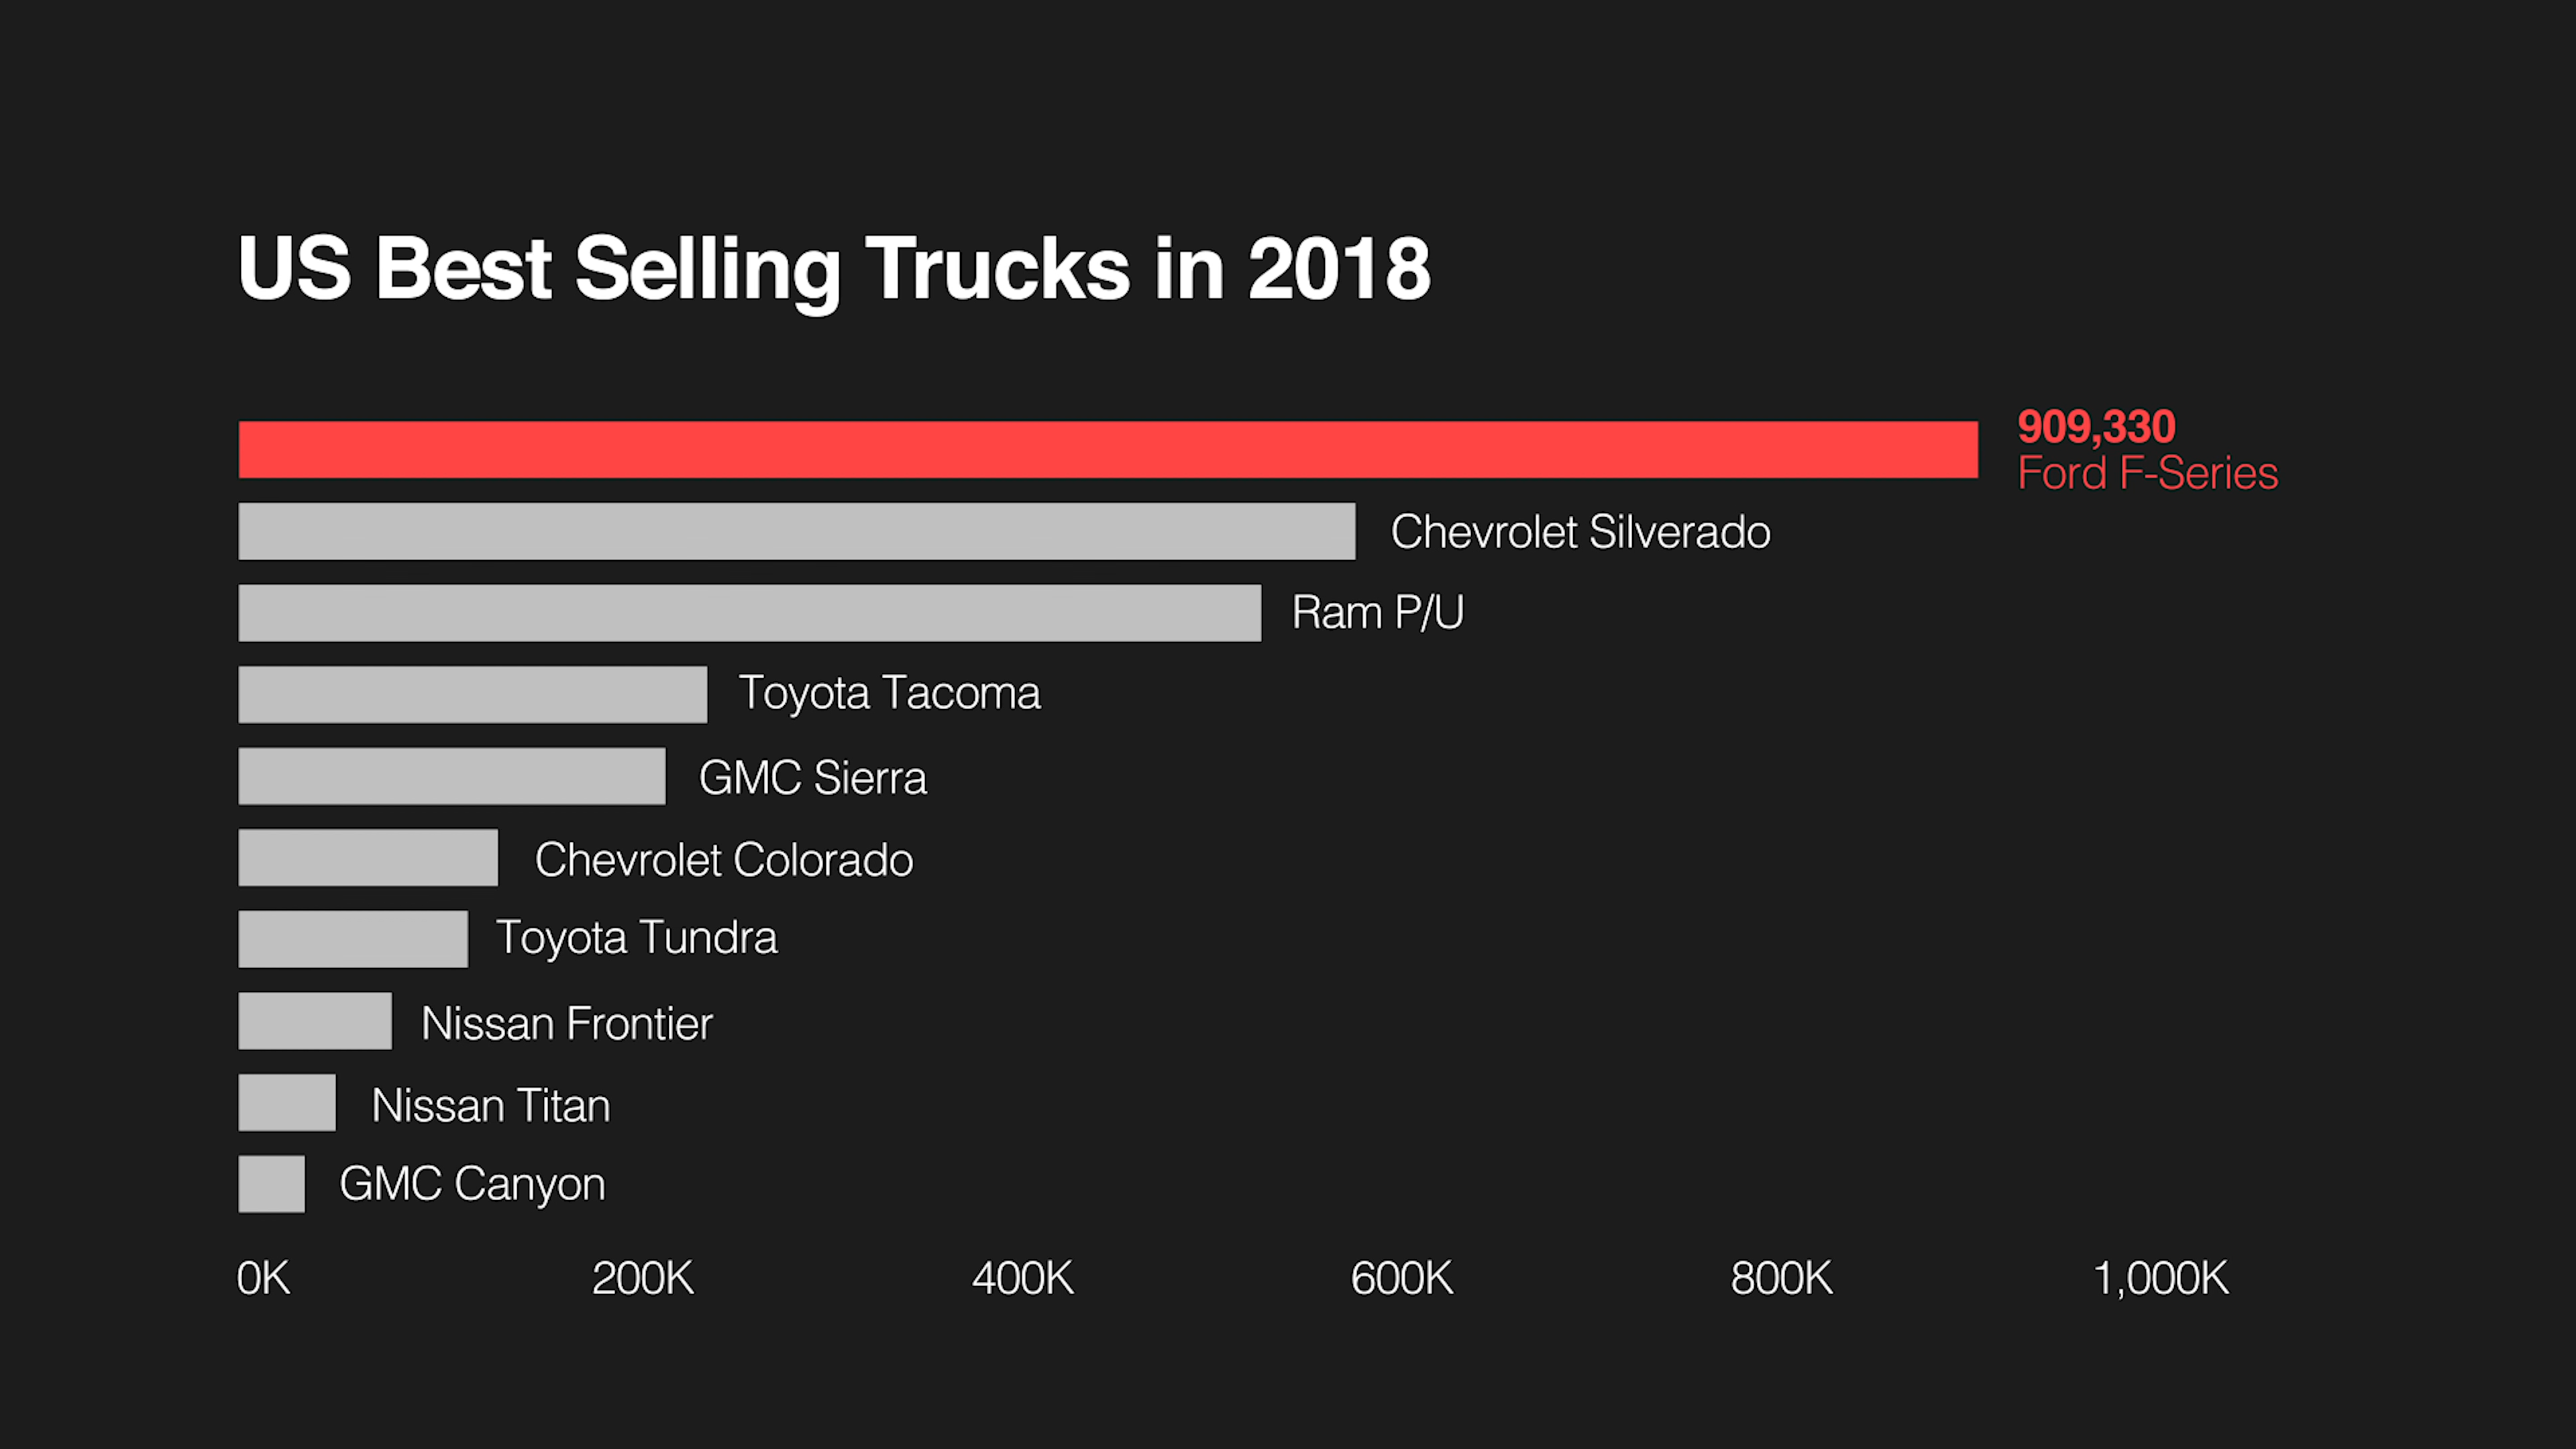 US Best Selling Trucks in 2018
909,330
Ford F-Series
Chevrolet Silverado
Ram P/U
Toyota Tacoma
GMC Sierra
Chevrolet Colorado
Toyota Tundra
Nissan Frontier
Nissan Titan
GMC Canyon
0K 200K 400K 600K 800K 1,000K